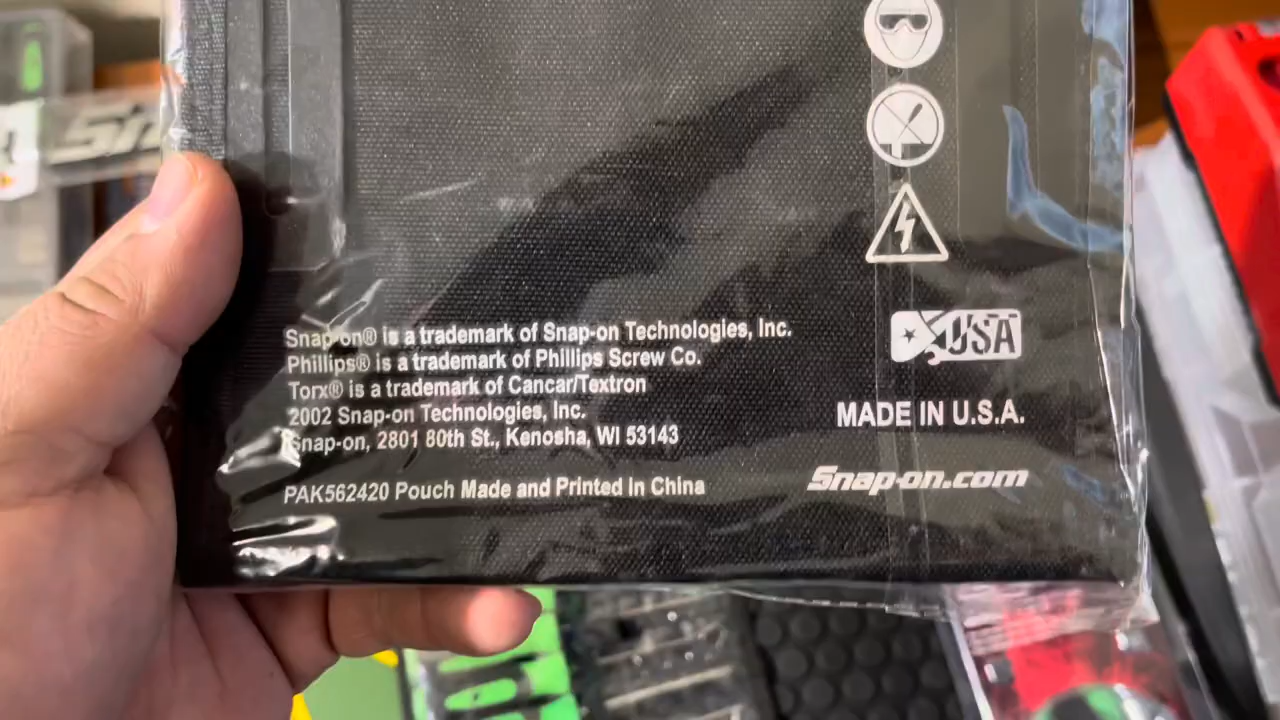 Snap-on® is a trademark of Snap-on Technologies, Inc.
Phillips® is a trademark of Phillips Screw Co.
Torx® is a trademark of Cancar/Textron
2002 Snap-on Technologies, Inc.
Snap-on, 2801 80th St., Kenosha, WI 53143
PAK562420 Pouch Made and Printed in China
USA
MADE IN U.S.A.
Snap-on.com